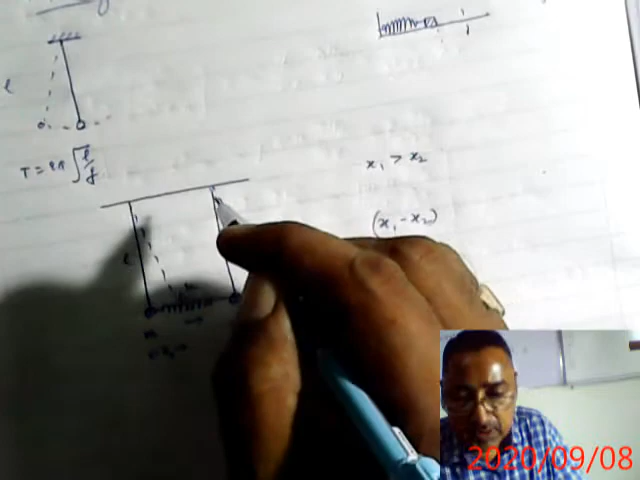 l
T = 2π √l/g
x₁ > x₂
(x₁ - x₂)
l
k
m
2020/09/08